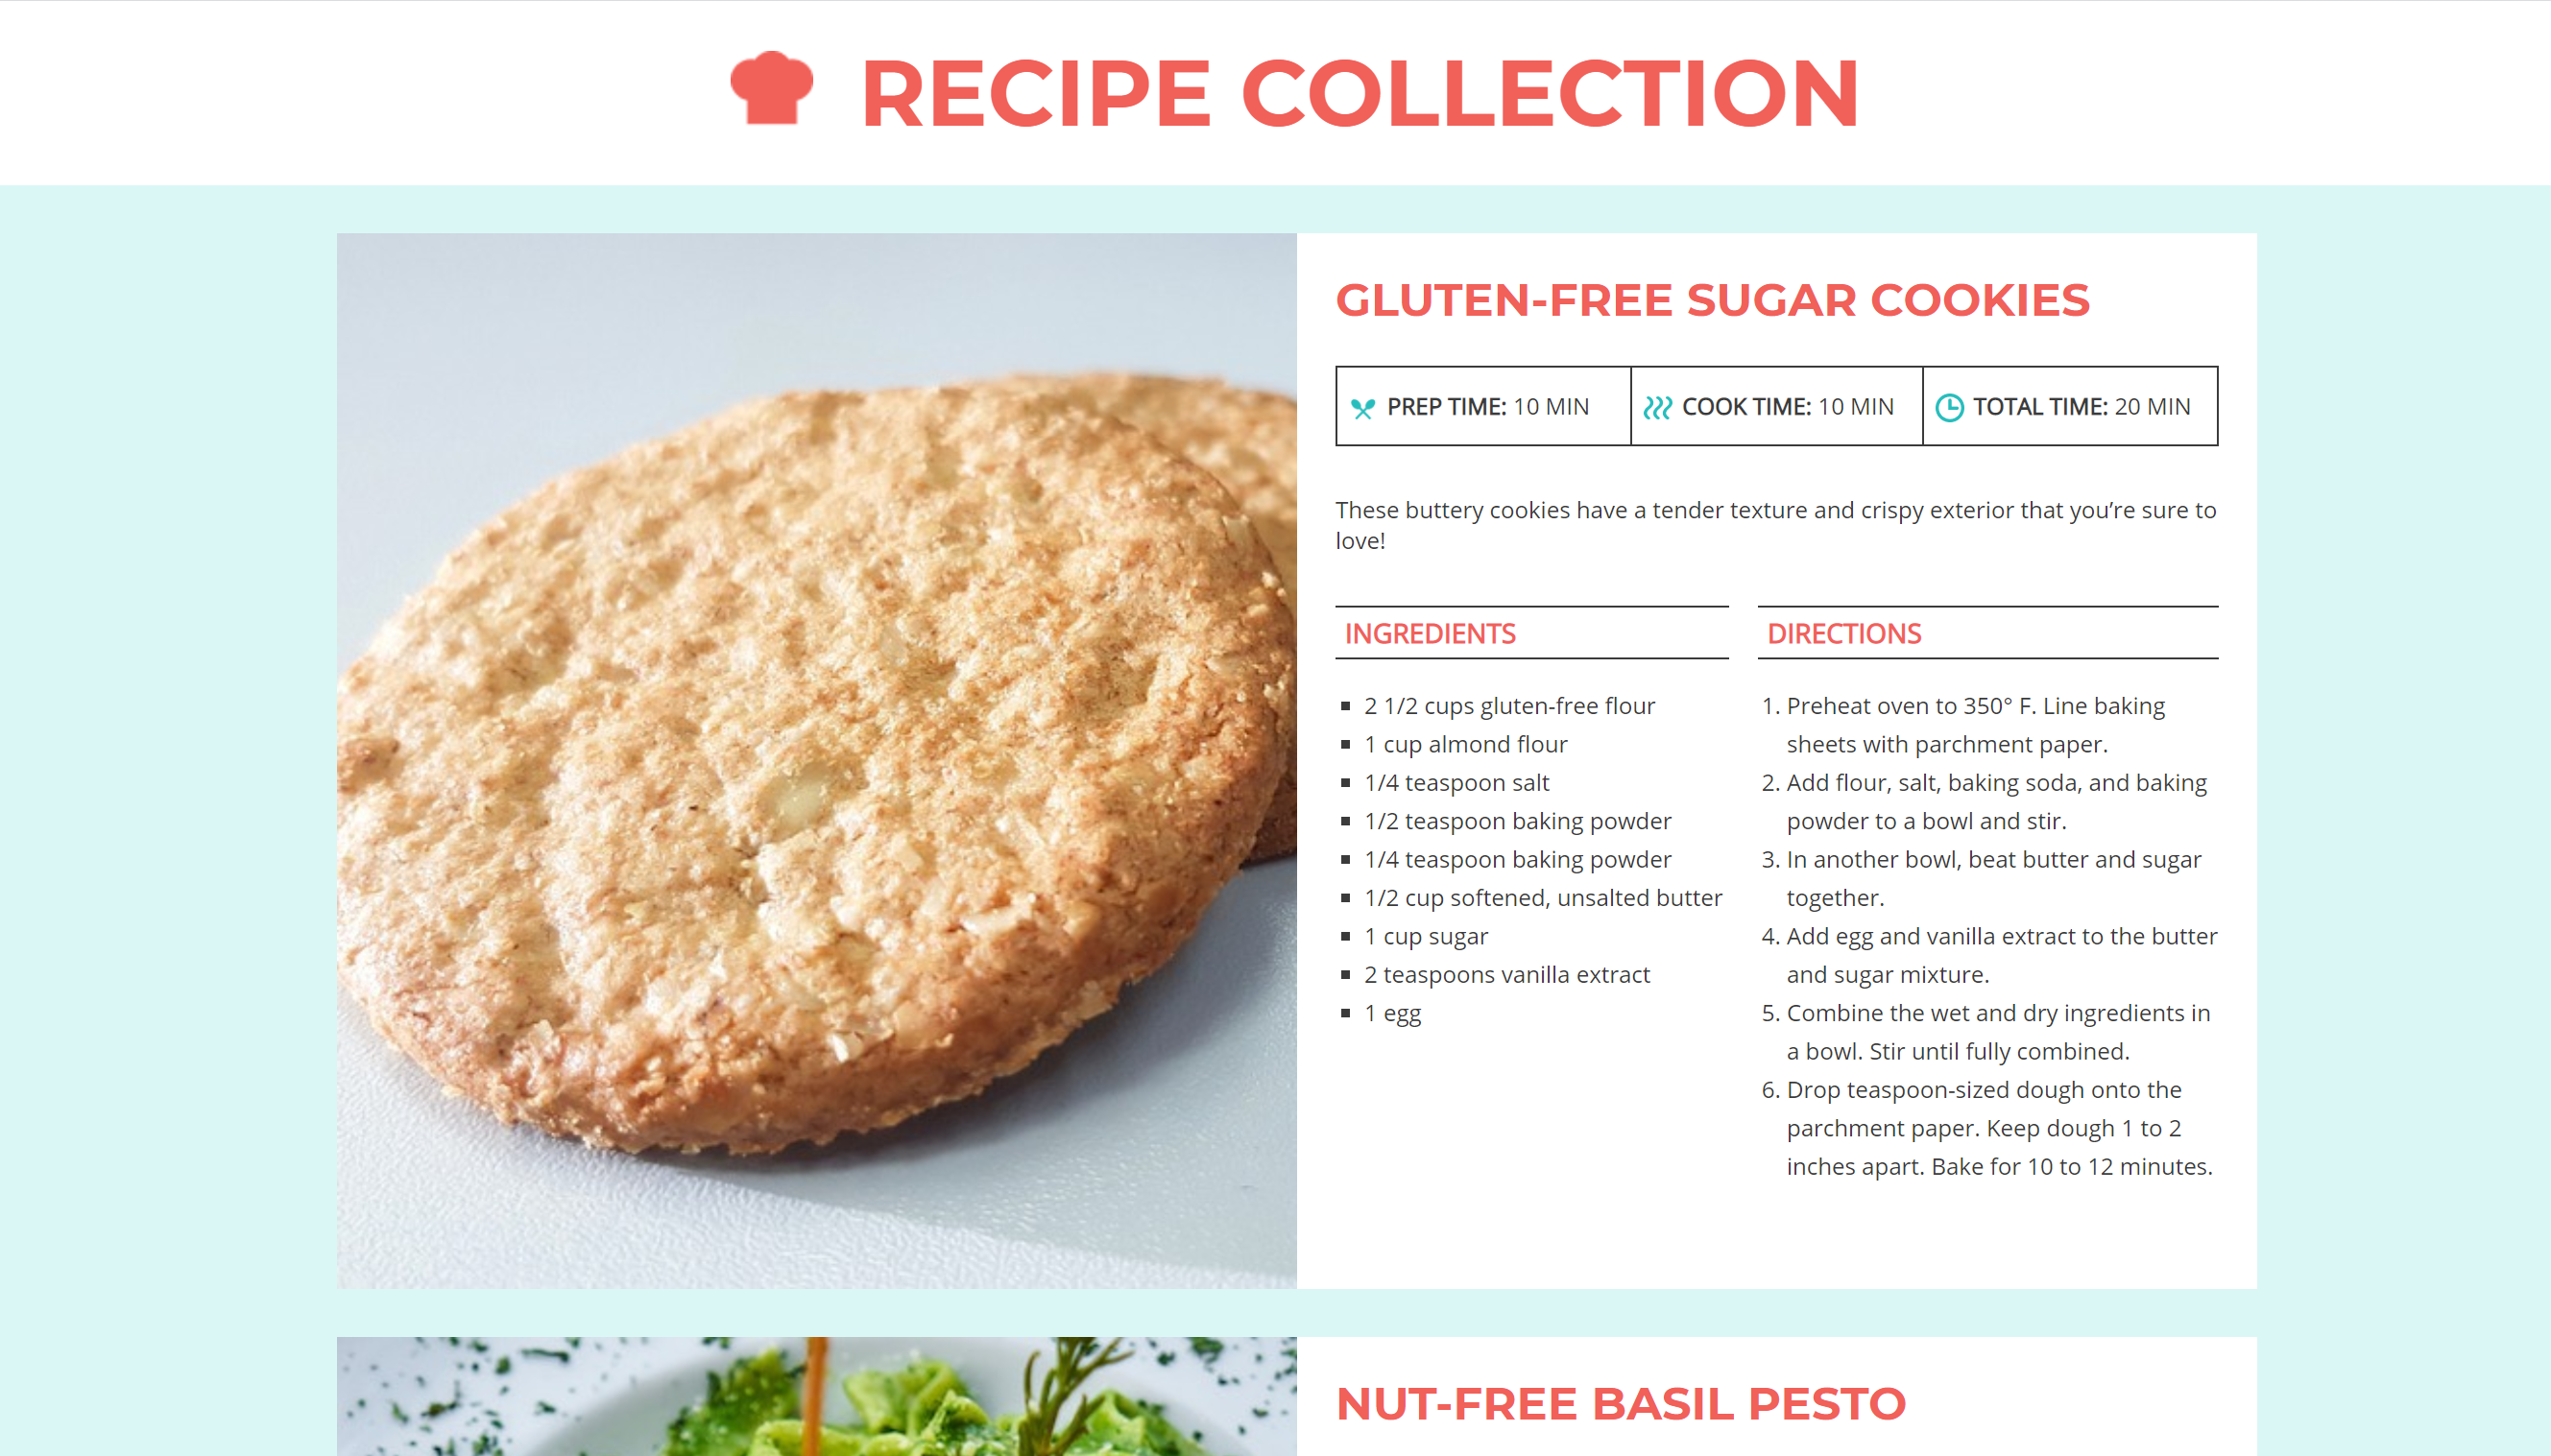 RECIPE COLLECTION
GLUTEN-FREE SUGAR COOKIES
PREP TIME: 10 MIN
COOK TIME: 10 MIN
TOTAL TIME: 20 MIN
These buttery cookies have a tender texture and crispy exterior that you’re sure to
love!
INGREDIENTS
2 1/2 cups gluten-free flour
1 cup almond flour
1/4 teaspoon salt
1/2 teaspoon baking powder
1/4 teaspoon baking powder
1/2 cup softened, unsalted butter
1 cup sugar
2 teaspoons vanilla extract
1 egg
DIRECTIONS
1. Preheat oven to 350° F. Line baking
sheets with parchment paper.
2. Add flour, salt, baking soda, and baking
powder to a bowl and stir.
3. In another bowl, beat butter and sugar
together.
4. Add egg and vanilla extract to the butter
and sugar mixture.
5. Combine the wet and dry ingredients in
a bowl. Stir until fully combined.
6. Drop teaspoon-sized dough onto the
parchment paper. Keep dough 1 to 2
inches apart. Bake for 10 to 12 minutes.
NUT-FREE BASIL PESTO